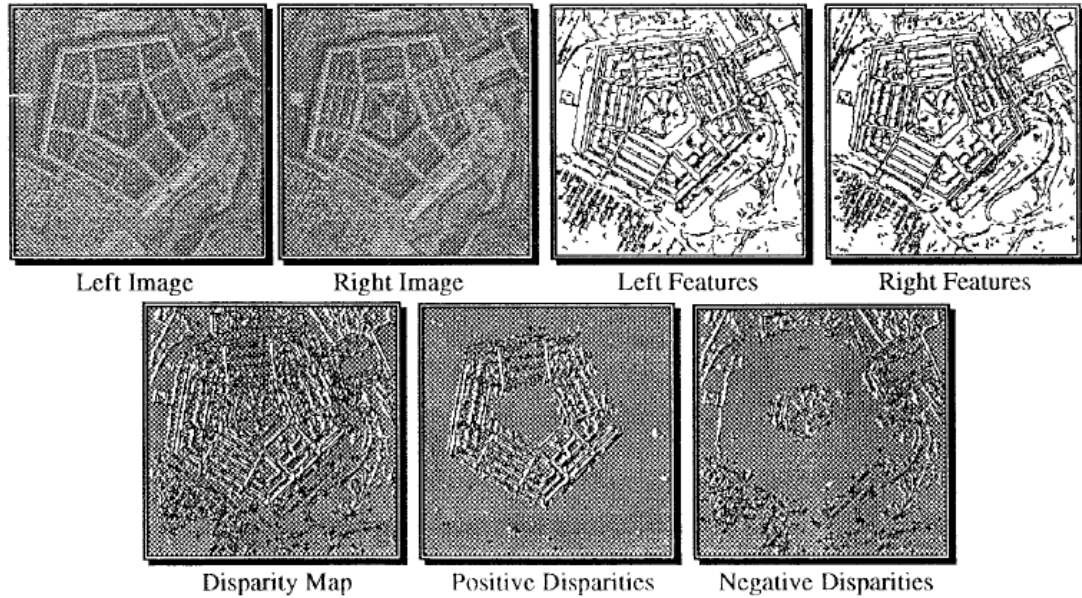 Left Image
Right Image
Left Features
Right Features
Disparity Map
Positive Disparities
Negative Disparities